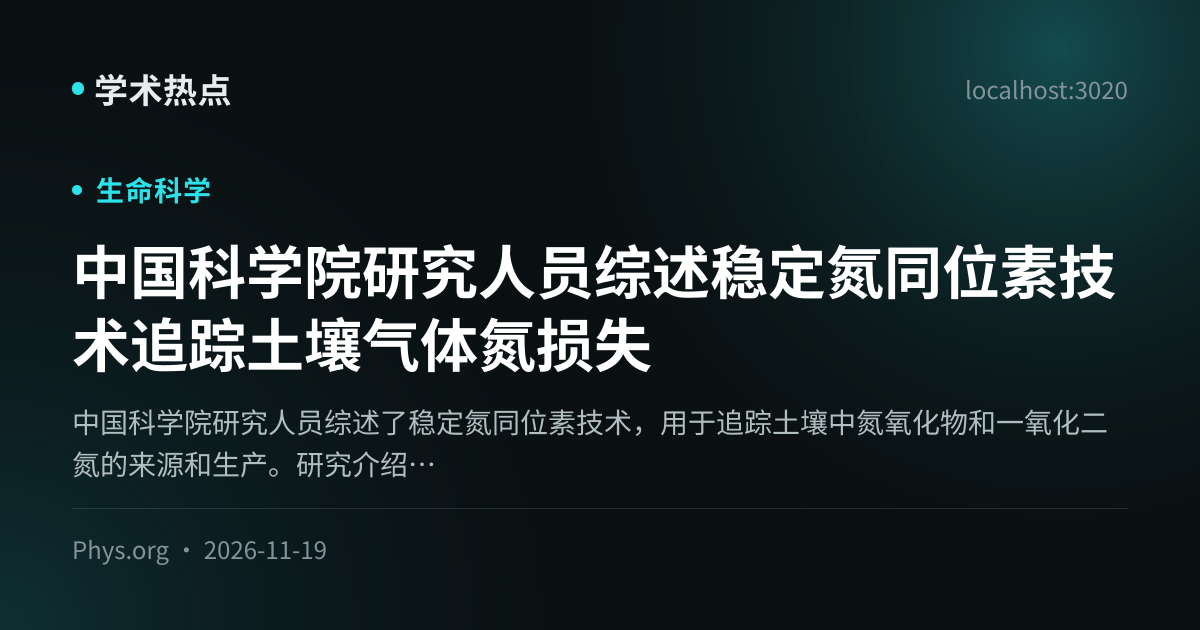 学术热点
localhost:3020
生命科学
中国科学院研究人员综述稳定氮同位素技
术追踪土壤气体氮损失
中国科学院研究人员综述了稳定氮同位素技术，用于追踪土壤中氮氧化物和一氧化二
氮的来源和生产。研究介绍…
Phys.org • 2026-11-19